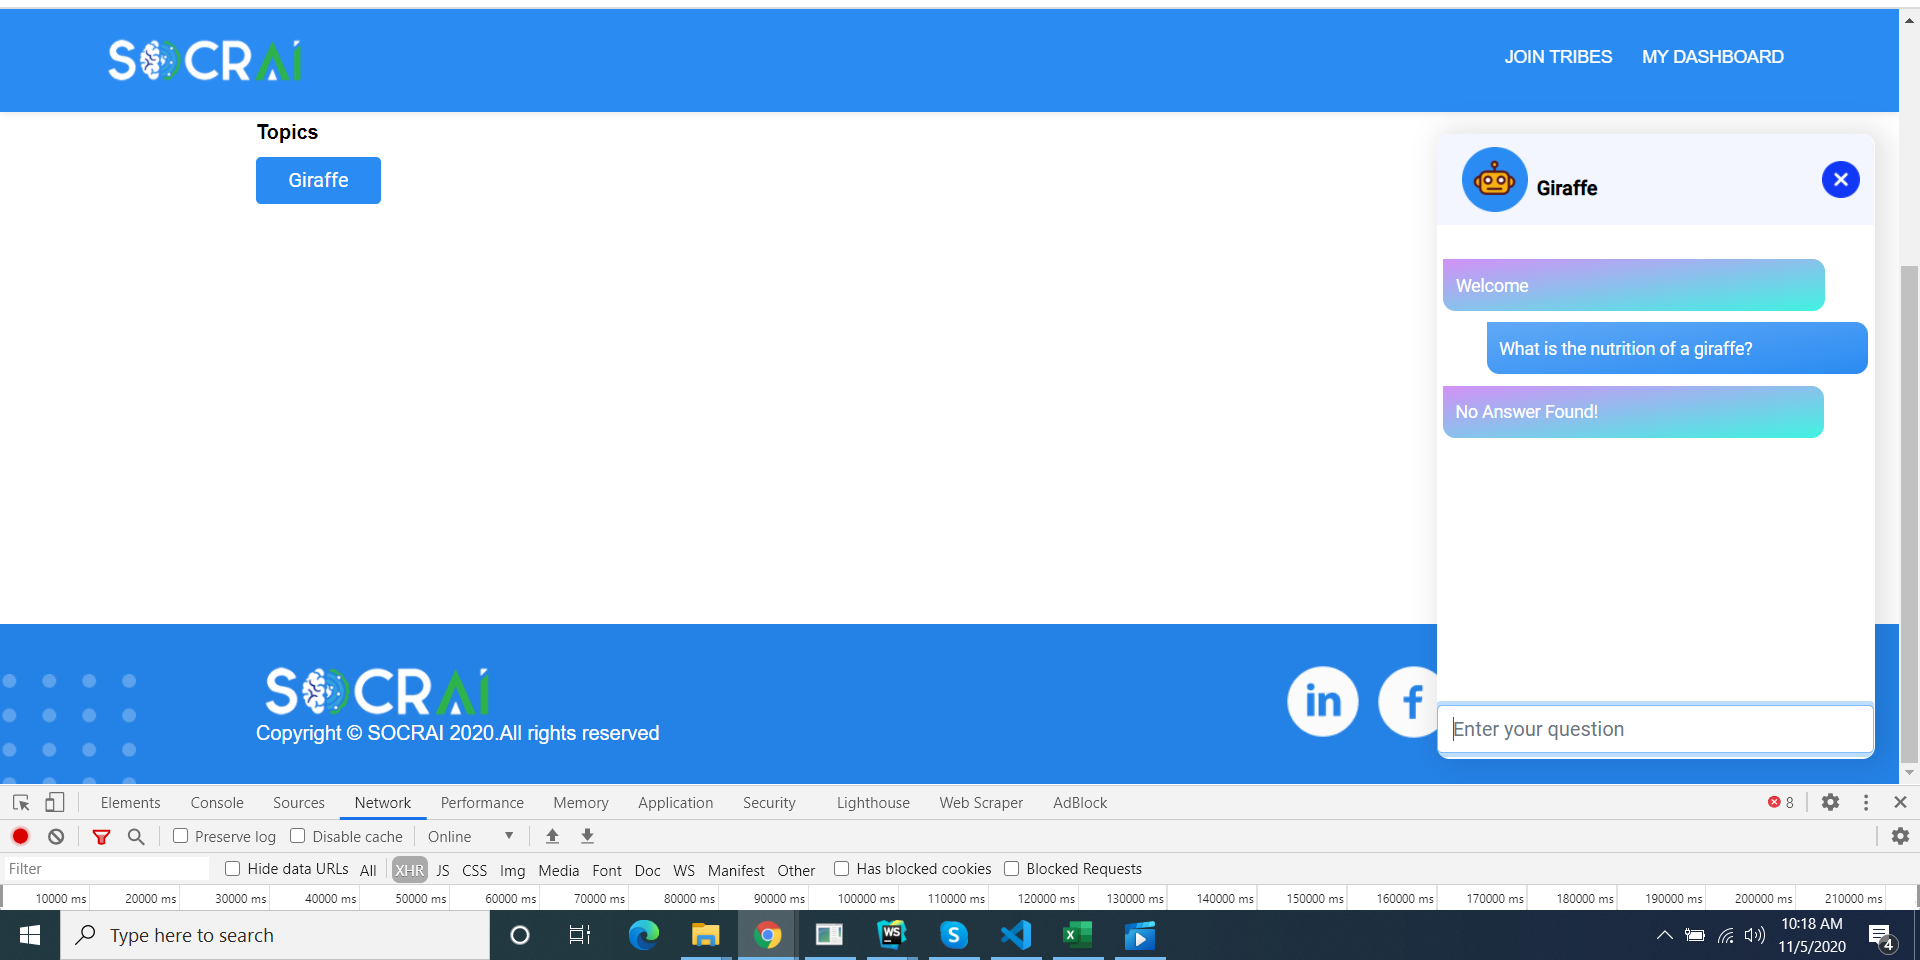 SOCRAI
JOIN TRIBES MY DASHBOARD
Topics
Giraffe
Giraffe
Welcome
What is the nutrition of a giraffe?
No Answer Found!
Enter your question
SOCRAI
Copyright © SOCRAI 2020.All rights reserved
in f
Elements Console Sources Network Performance Memory Application Security Lighthouse Web Scraper AdBlock 8
Preserve log Disable cache Online
Filter Hide data URLs All XHR JS CSS Img Media Font Doc WS Manifest Other Has blocked cookies Blocked Requests
10000 ms 20000 ms 30000 ms 40000 ms 50000 ms 60000 ms 70000 ms 80000 ms 90000 ms 100000 ms 110000 ms 120000 ms 130000 ms 140000 ms 150000 ms 160000 ms 170000 ms 180000 ms 190000 ms 200000 ms 210000 ms
Type here to search
WS
S
10:18 AM
11/5/2020
4